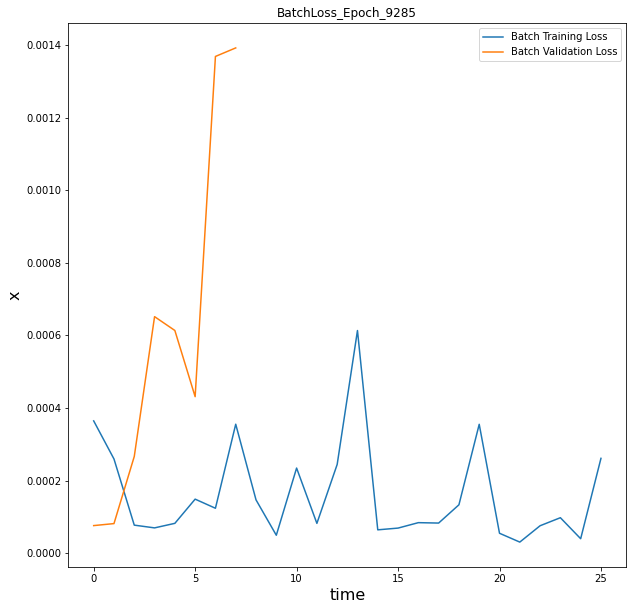 BatchLoss_Epoch_9285
Batch Training Loss
Batch Validation Loss
0.0014
0.0012
0.0010
0.0008
x
0.0006
0.0004
0.0002
0.0000
0 5 10 15 20 25
time